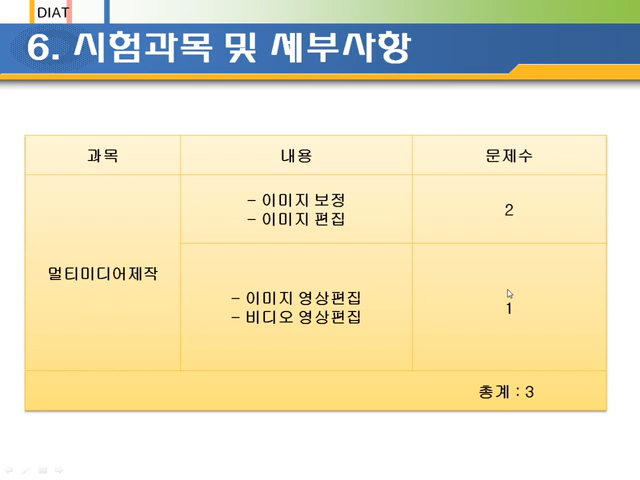 DIAT
6. 시험과목 및 세부사항
과목
내용
문제수
멀티미디어제작
- 이미지 보정
- 이미지 편집
2
- 이미지 영상편집
- 비디오 영상편집
1
총계 : 3